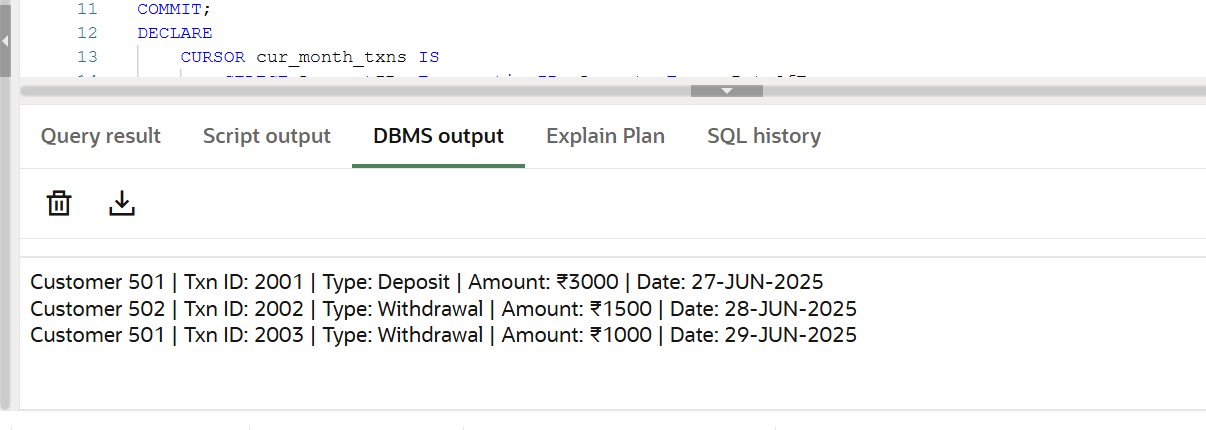 11 COMMIT;
12 DECLARE
13 CURSOR cur_month_txns IS
Query result Script output DBMS output Explain Plan SQL history
Customer 501 | Txn ID: 2001 | Type: Deposit | Amount: ₹3000 | Date: 27-JUN-2025
Customer 502 | Txn ID: 2002 | Type: Withdrawal | Amount: ₹1500 | Date: 28-JUN-2025
Customer 501 | Txn ID: 2003 | Type: Withdrawal | Amount: ₹1000 | Date: 29-JUN-2025